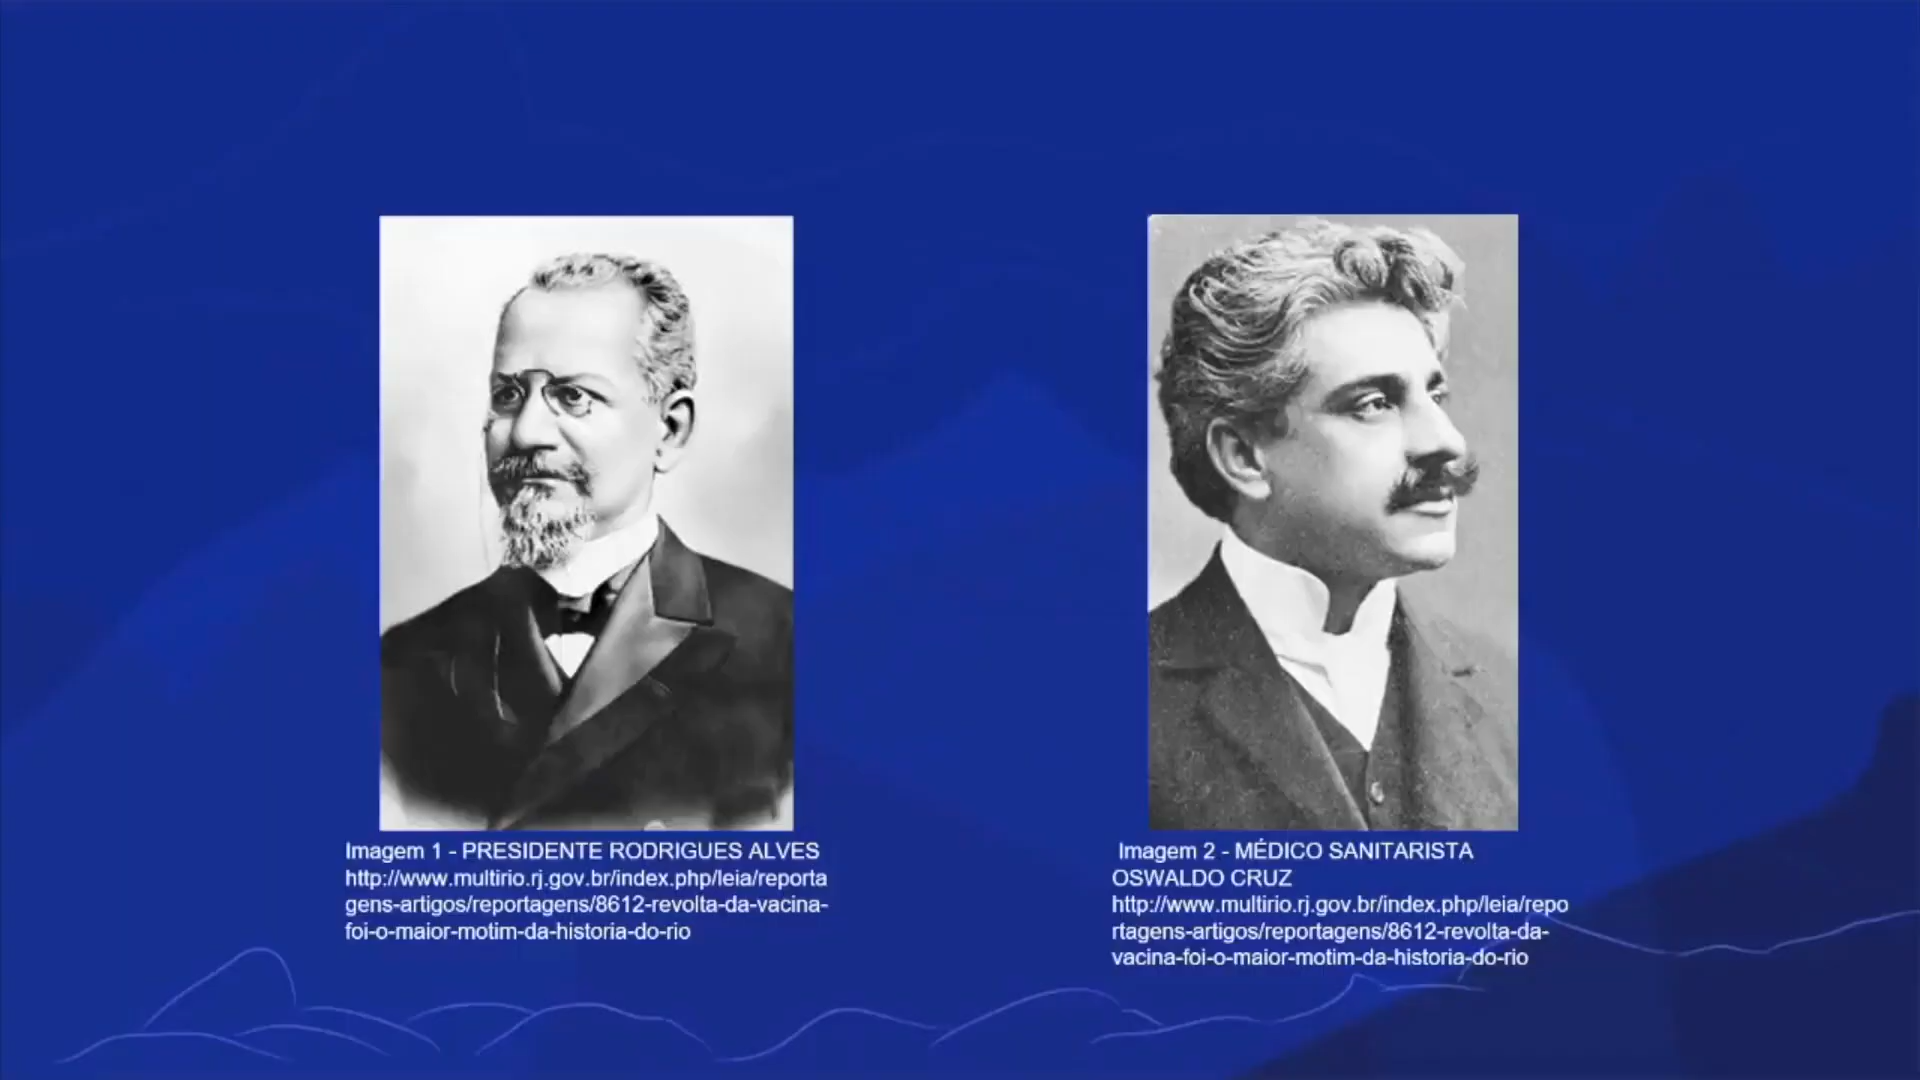 Imagem 1 - PRESIDENTE RODRIGUES ALVES
http://www.multirio.rj.gov.br/index.php/leia/reporta
gens-artigos/reportagens/8612-revolta-da-vacina-
foi-o-maior-motim-da-historia-do-rio
Imagem 2 - MÉDICO SANITARISTA
OSWALDO CRUZ
http://www.multirio.rj.gov.br/index.php/leia/repo
rtagens-artigos/reportagens/8612-revolta-da-
vacina-foi-o-maior-motim-da-historia-do-rio